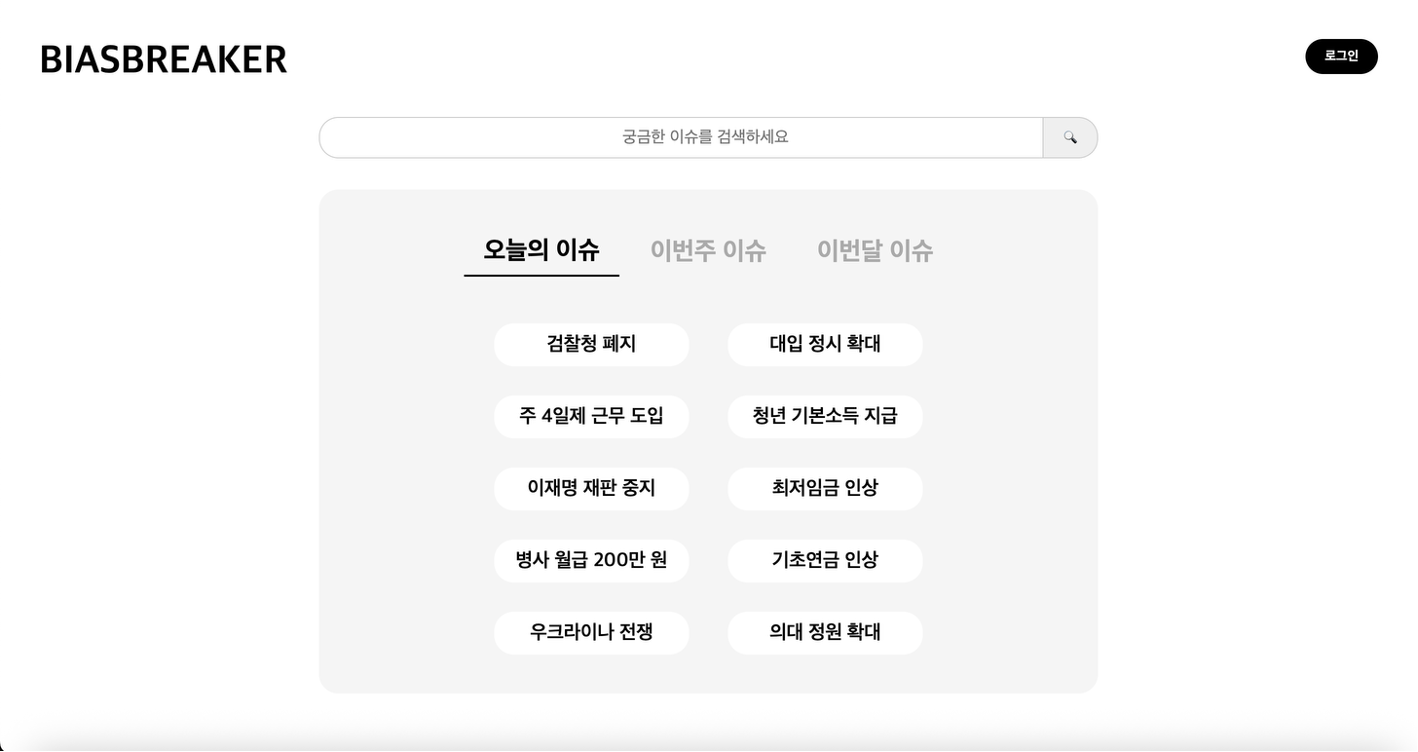 BIASBREAKER
로그인
궁금한 이슈를 검색하세요
오늘의 이슈 이번주 이슈 이번달 이슈
검찰청 폐지 대입 정시 확대
주 4일제 근무 도입 청년 기본소득 지급
이재명 재판 중지 최저임금 인상
병사 월급 200만 원 기초연금 인상
우크라이나 전쟁 의대 정원 확대